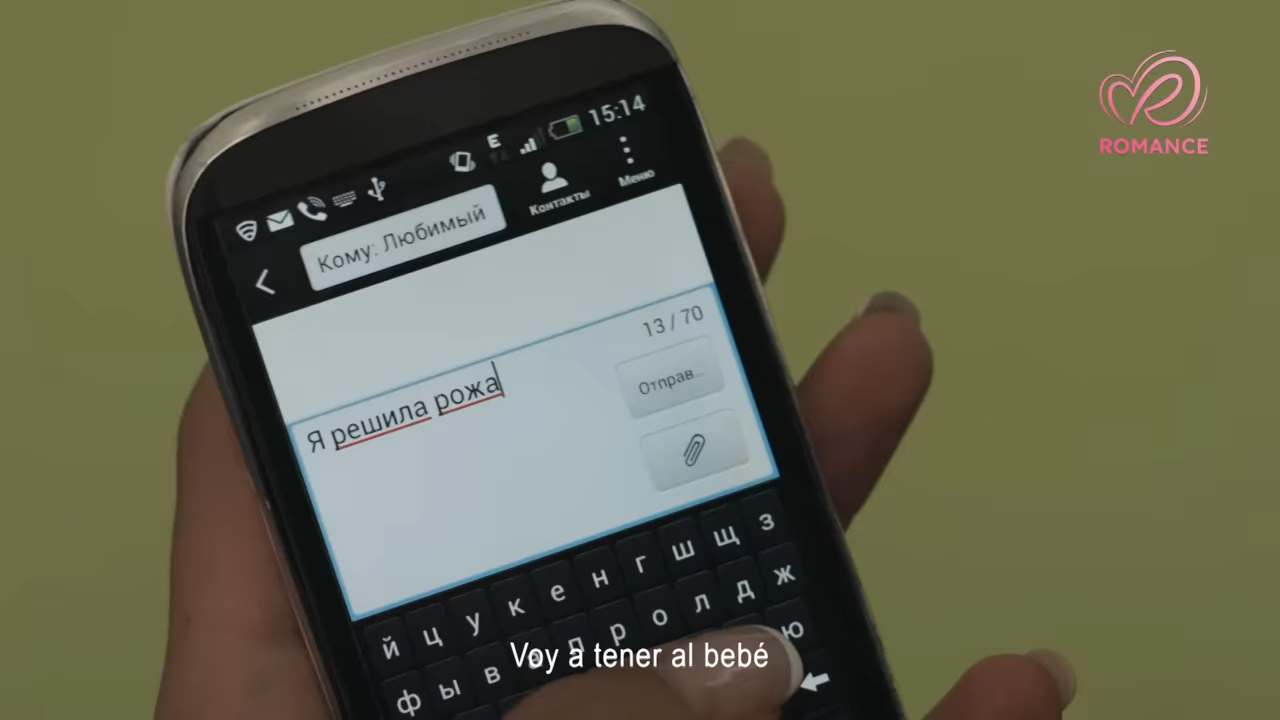 ROMANCE
15:14
E
Кому: Любимый
Контакты
Меню
13 / 70
Я решила рожа
Отправ...
й ц у к е н г ш щ з
ф ы в а п р о л д ж
ю
Voy a tener al bebé